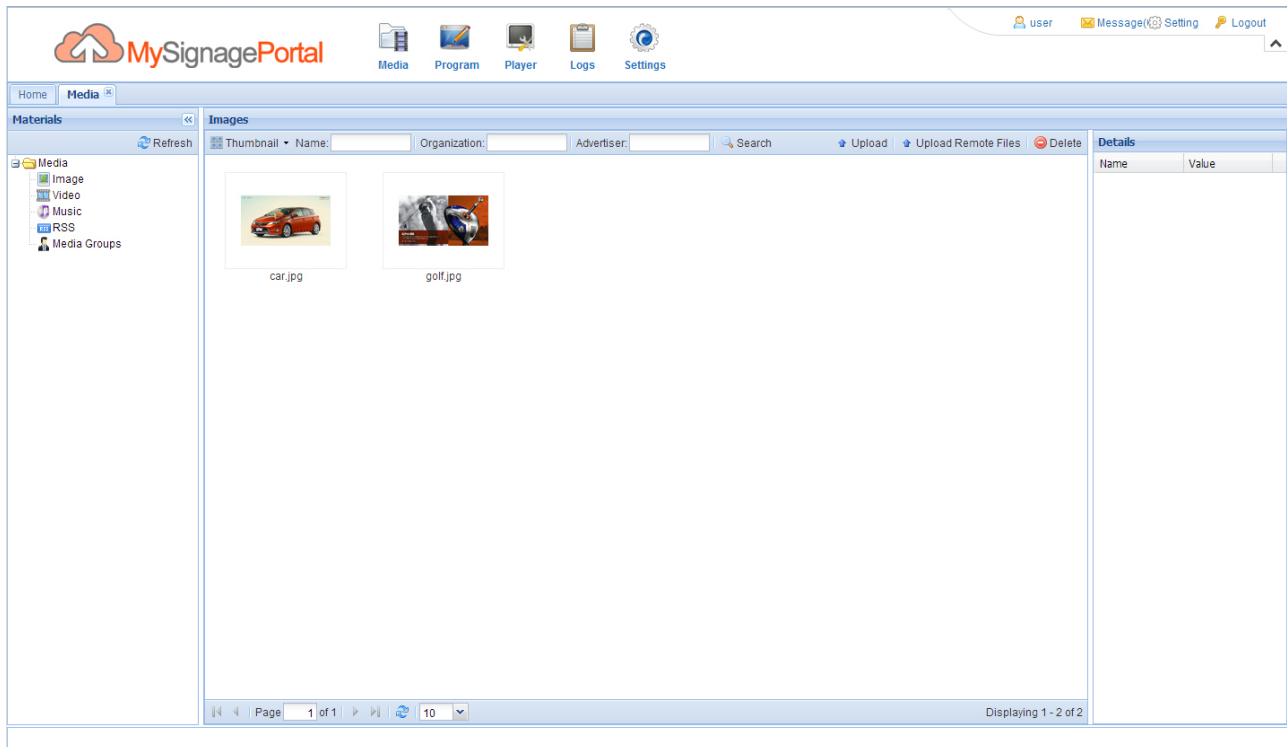 MySignagePortal
Media Program Player Logs Settings
user Message( Setting Logout
Home Media
Materials
Refresh
Media
Image
Video
Music
RSS
Media Groups
Images
Thumbnail Name: Organization: Advertiser: Search Upload Upload Remote Files Delete
car.jpg golf.jpg
Page 1 of 1 10 Displaying 1 - 2 of 2
Details
Name Value